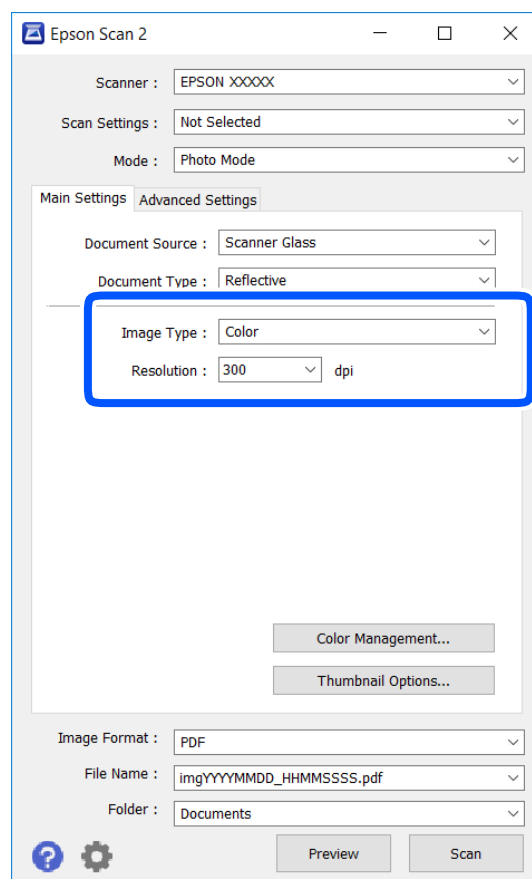 Epson Scan 2
Scanner : EPSON XXXXX
Scan Settings : Not Selected
Mode : Photo Mode
Main Settings Advanced Settings
Document Source : Scanner Glass
Document Type : Reflective
Image Type : Color
Resolution : 300 dpi
Color Management...
Thumbnail Options...
Image Format : PDF
File Name : imgYYYYMMDD_HHMMSSSS.pdf
Folder : Documents
? Preview Scan